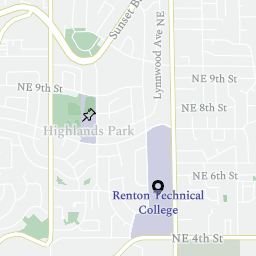 Sunset B
Lynnwood Ave NE
NE 9th St
NE 9th St
NE 8th St
Highlands Park
NE 6th St
Renton Technical
College
NE 4th St